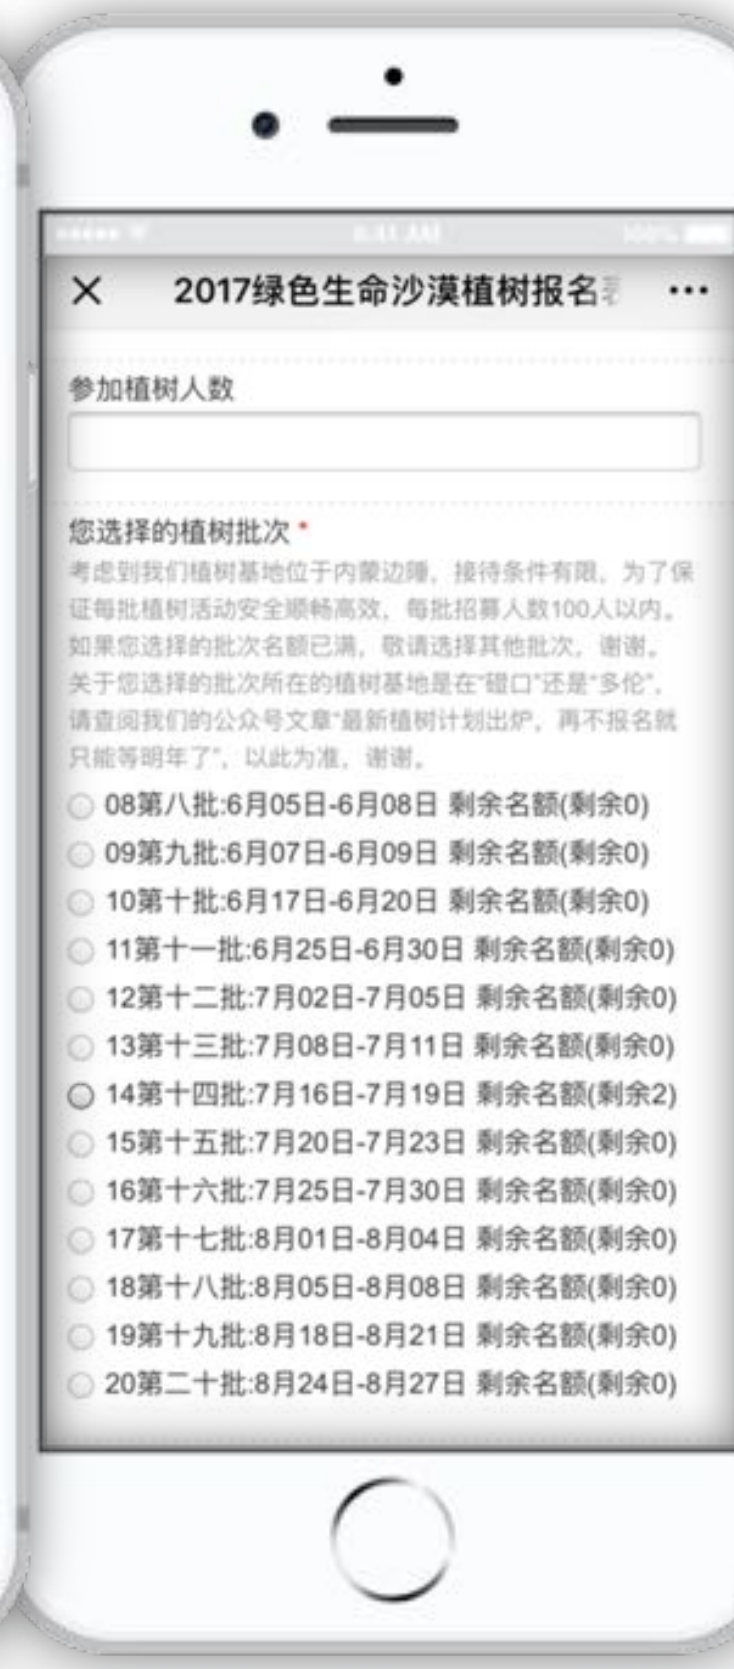 9:41 AM
100%
2017绿色生命沙漠植树报名表
参加植树人数
您选择的植树批次 *
考虑到我们植树基地位于内蒙边陲，接待条件有限，为了保
证每批植树活动安全顺畅高效，每批招募人数100人以内。
如果您选择的批次名额已满，敬请选择其他批次，谢谢。
关于您选择的批次所在的植树基地是在"磴口"还是"多伦"，
请查阅我们的公众号文章"最新植树计划出炉，再不报名就
只能等明年了"，以此为准，谢谢。
08第八批:6月05日-6月08日 剩余名额(剩余0)
09第九批:6月07日-6月09日 剩余名额(剩余0)
10第十批:6月17日-6月20日 剩余名额(剩余0)
11第十一批:6月25日-6月30日 剩余名额(剩余0)
12第十二批:7月02日-7月05日 剩余名额(剩余0)
13第十三批:7月08日-7月11日 剩余名额(剩余0)
14第十四批:7月16日-7月19日 剩余名额(剩余2)
15第十五批:7月20日-7月23日 剩余名额(剩余0)
16第十六批:7月25日-7月30日 剩余名额(剩余0)
17第十七批:8月01日-8月04日 剩余名额(剩余0)
18第十八批:8月05日-8月08日 剩余名额(剩余0)
19第十九批:8月18日-8月21日 剩余名额(剩余0)
20第二十批:8月24日-8月27日 剩余名额(剩余0)